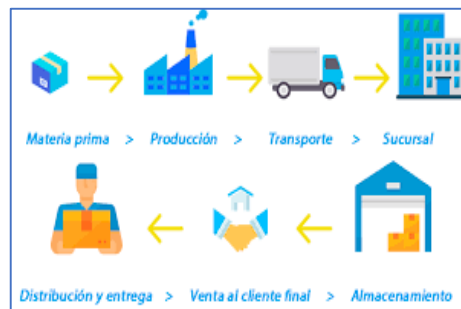 Materia prima > Producción > Transporte > Sucursal
Distribución y entrega > Venta al cliente final > Almacenamiento